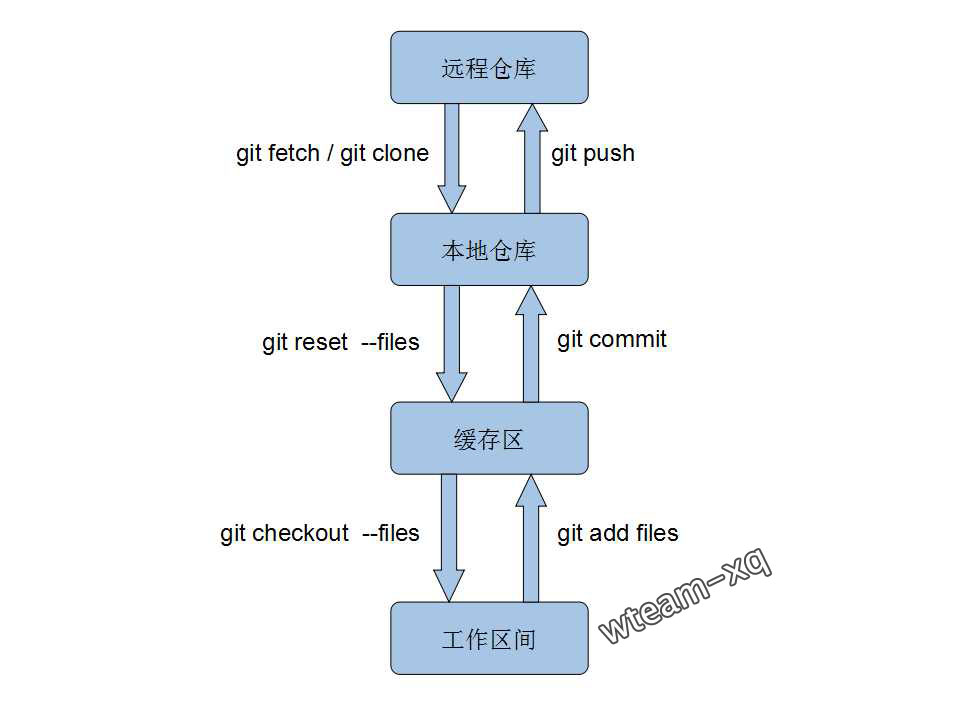 远程仓库
git fetch / git clone
git push
本地仓库
git reset --files
git commit
缓存区
git checkout --files
git add files
wteam-xq
工作区间